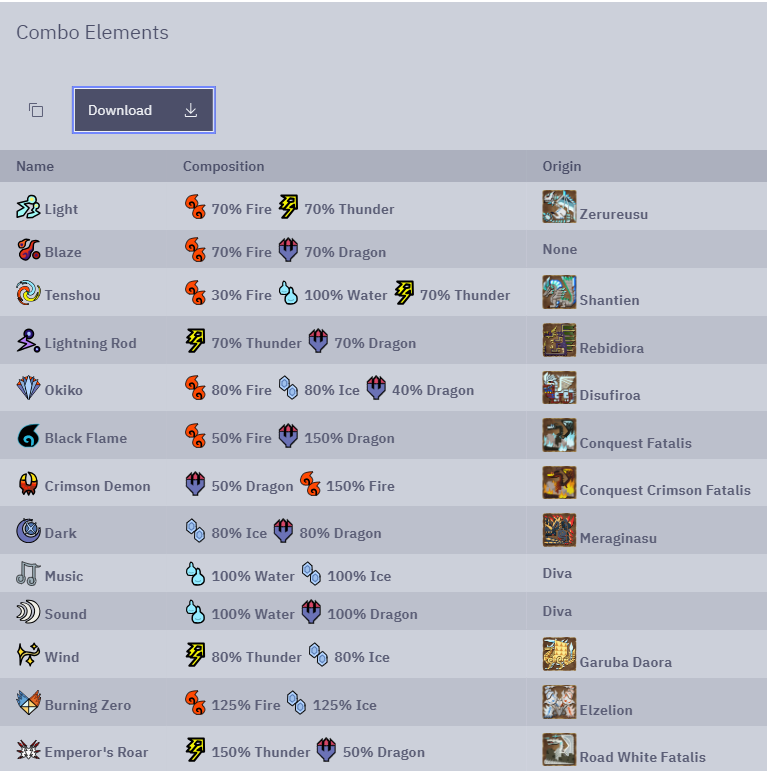 Combo Elements
Download
Name Composition Origin
Light 70% Fire 70% Thunder Zerureusu
Blaze 70% Fire 70% Dragon None
Tenshou 30% Fire 100% Water 70% Thunder Shantien
Lightning Rod 70% Thunder 70% Dragon Rebidiora
Okiko 80% Fire 80% Ice 40% Dragon Disufiroa
Black Flame 50% Fire 150% Dragon Conquest Fatalis
Crimson Demon 50% Dragon 150% Fire Conquest Crimson Fatalis
Dark 80% Ice 80% Dragon Meraginasu
Music 100% Water 100% Ice Diva
Sound 100% Water 100% Dragon Diva
Wind 80% Thunder 80% Ice Garuba Daora
Burning Zero 125% Fire 125% Ice Elzelion
Emperor's Roar 150% Thunder 50% Dragon Road White Fatalis